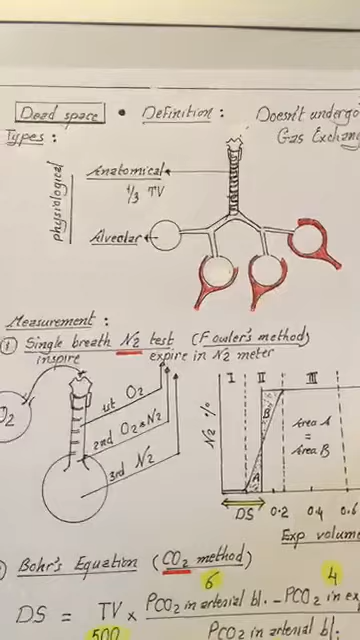 Dead space • Definition : Doesn't undergo
Gas Exchan
Types :
physiological
Anatomical
1/3 TV
Alveolar
Measurement :
① Single breath N2 test (Fowler's method)
inspire expire in N2 meter
O2
1st O2
2nd O2&N2
3rd N2
N2 %
I II III
B
A
Area A
=
Area B
DS 0.2 0.4 0.6
Exp volume
Bohr's Equation (CO2 method)
6 4
DS = TV x PCO2 in arterial bl. - PCO2 in ex
500 PCO2 in arterial bl.